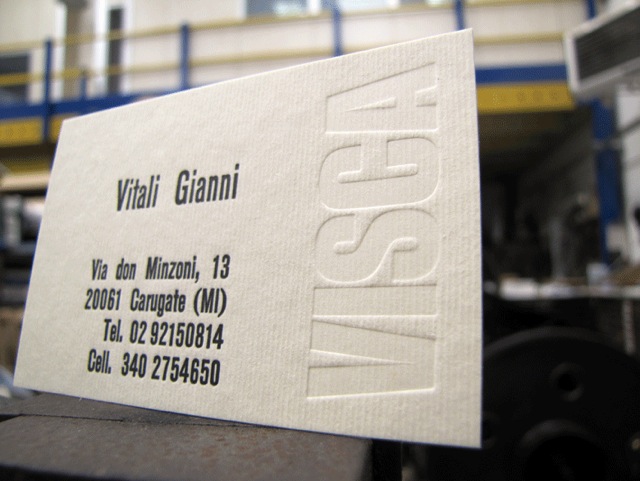 Vitali Gianni
Via don Minzoni, 13
20061 Carugate (MI)
Tel. 02 92150814
Cell. 340 2754650
VISCA